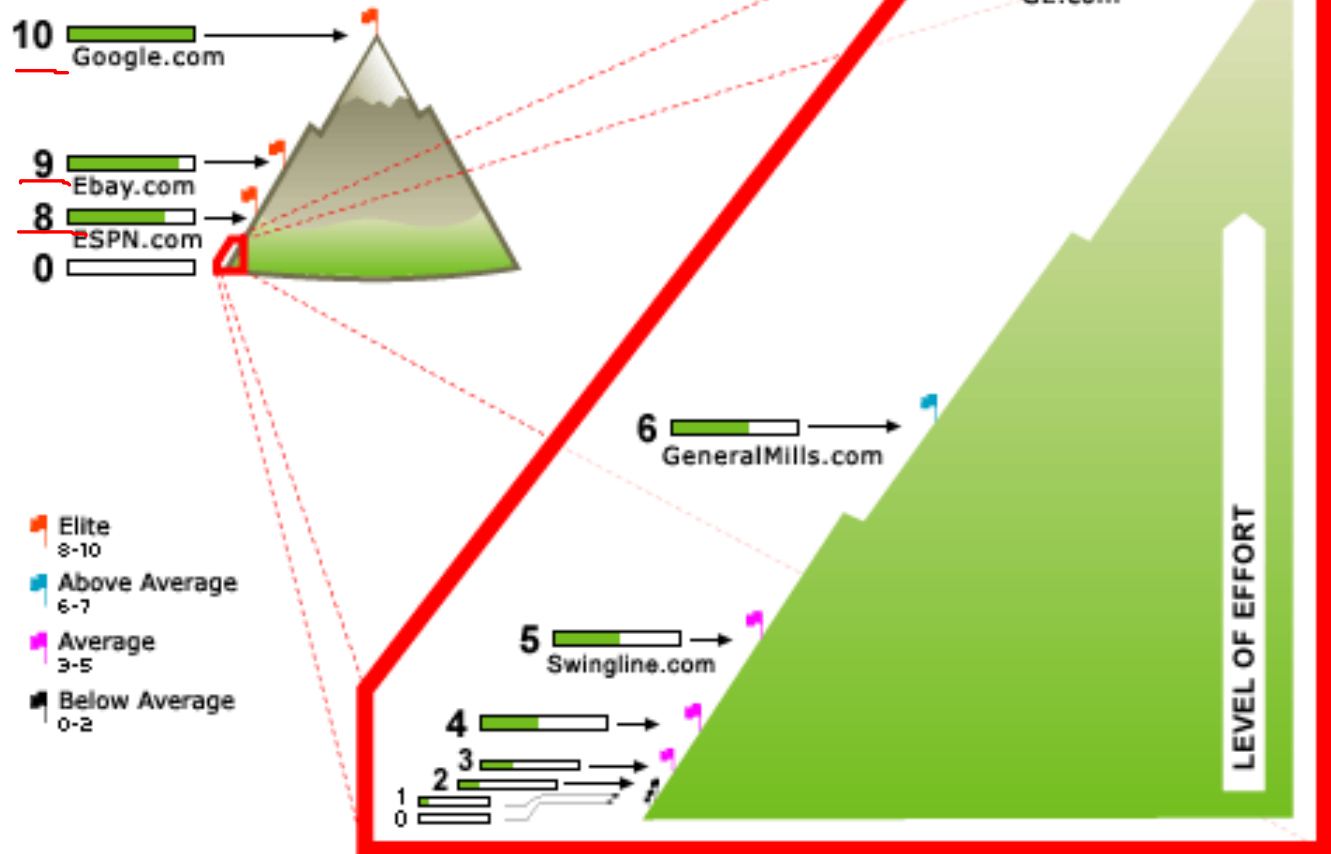 10
Google.com
9
Ebay.com
8
ESPN.com
0
6
GeneralMills.com
Elite
8-10
Above Average
6-7
Average
3-5
Below Average
0-2
5
Swingline.com
4
3
2
1
0
LEVEL OF EFFORT